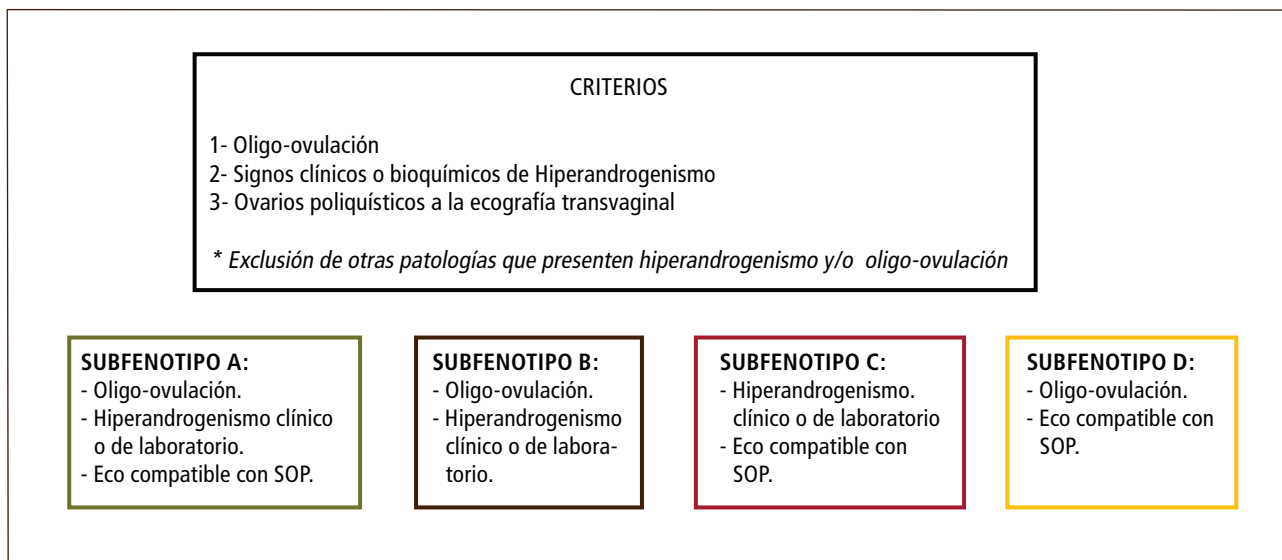 CRITERIOS
1- Oligo-ovulación
2- Signos clínicos o bioquímicos de Hiperandrogenismo
3- Ovarios poliquísticos a la ecografía transvaginal
* Exclusión de otras patologías que presenten hiperandrogenismo y/o oligo-ovulación
SUBFENOTIPO A:
- Oligo-ovulación.
- Hiperandrogenismo clínico
o de laboratorio.
- Eco compatible con SOP.
SUBFENOTIPO B:
- Oligo-ovulación.
- Hiperandrogenismo
clínico o de labora-
torio.
SUBFENOTIPO C:
- Hiperandrogenismo.
clínico o de laboratorio
- Eco compatible con
SOP.
SUBFENOTIPO D:
- Oligo-ovulación.
- Eco compatible con
SOP.